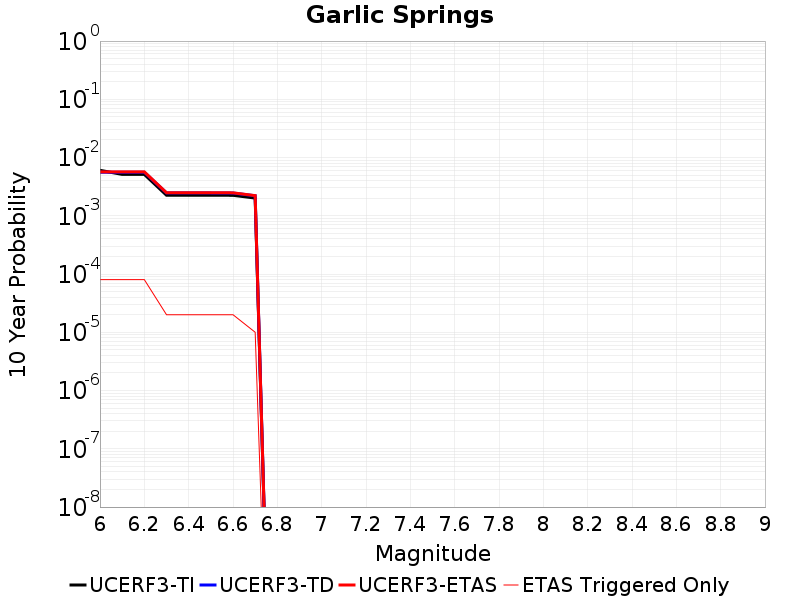 Garlic Springs
10^0
10^-1
10^-2
10^-3
10^-4
10^-5
10^-6
10^-7
10^-8
10 Year Probability
6 6.2 6.4 6.6 6.8 7 7.2 7.4 7.6 7.8 8 8.2 8.4 8.6 8.8 9
Magnitude
UCERF3-TI UCERF3-TD UCERF3-ETAS ETAS Triggered Only